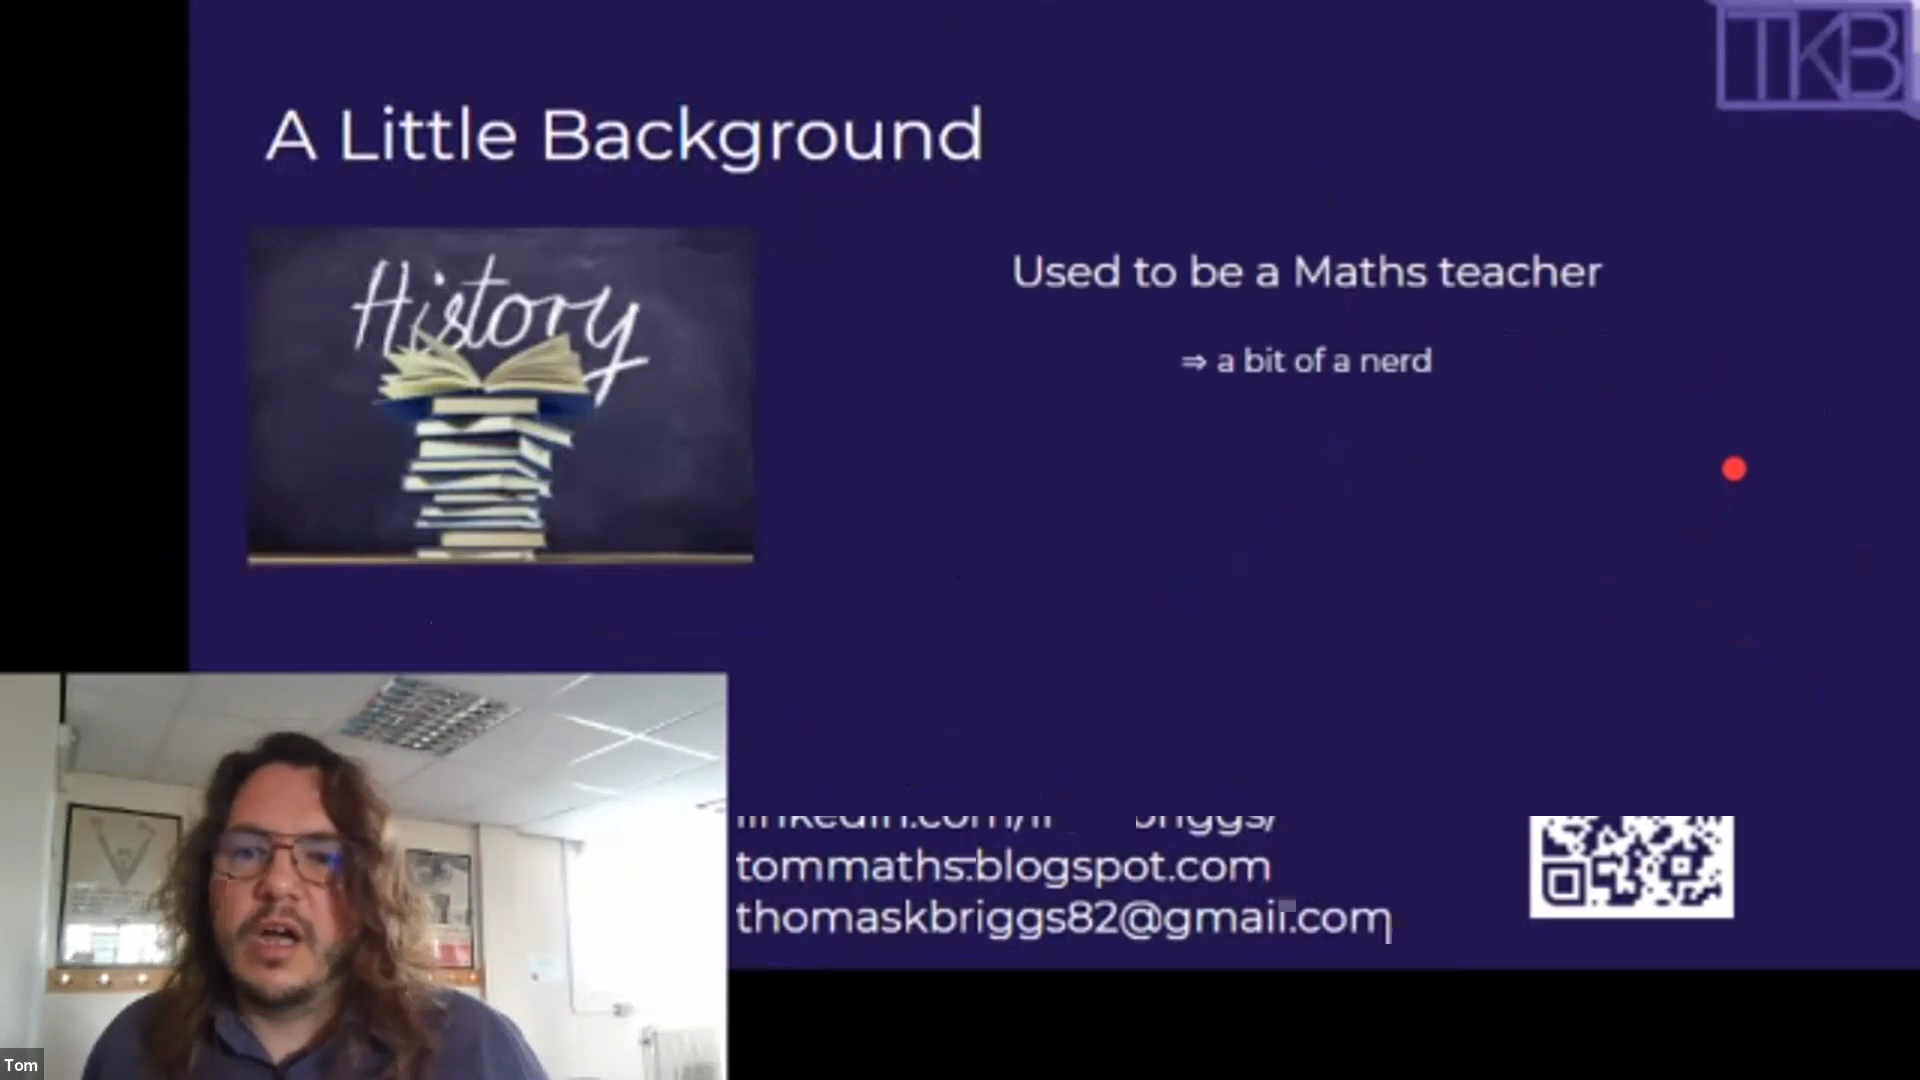 TKB
A Little Background
History
Used to be a Maths teacher
⇒ a bit of a nerd
tommaths.blogspot.com
thomaskbriggs82@gmail.com
Tom